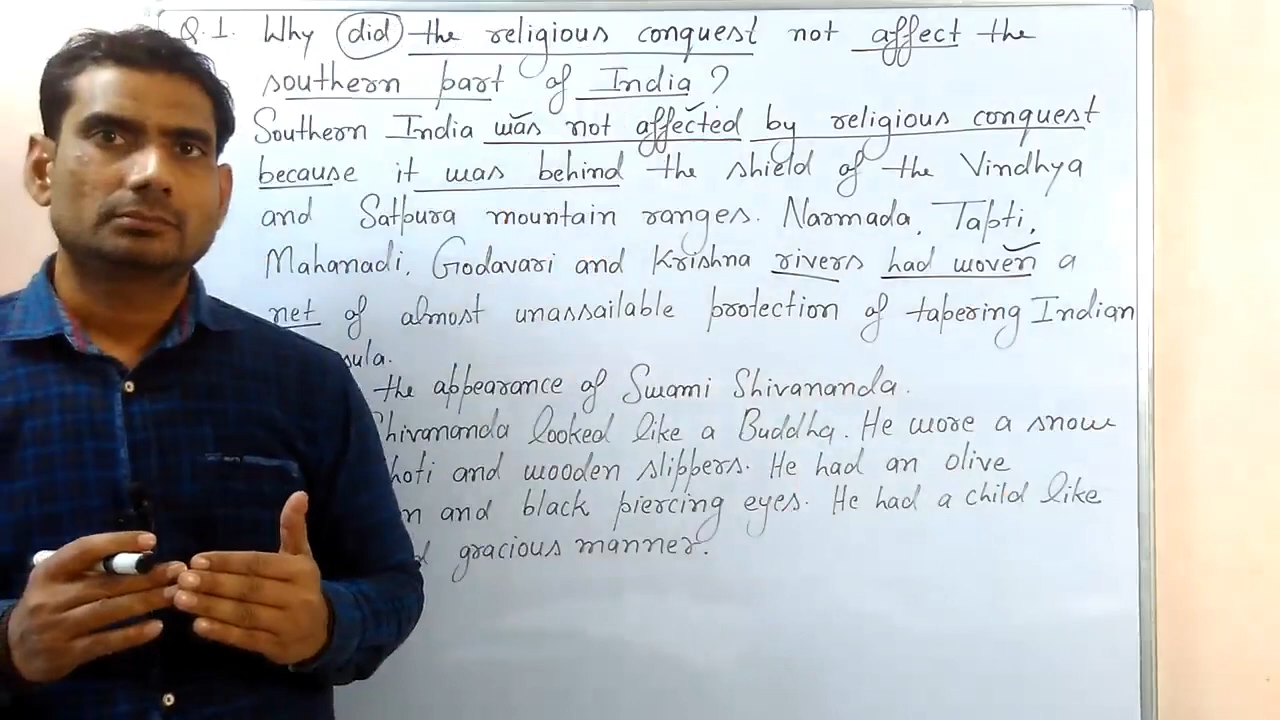 Q.1. Why did the religious conquest not affect the
southern part of India?
Southern India was not affected by religious conquest
because it was behind the shield of the Vindhya
and Satpura mountain ranges. Narmada, Tapti,
Mahanadi, Godavari and Krishna rivers had woven a
net of almost unassailable protection of tapering Indian
sula.
the appearance of Swami Shivananda.
Shivananda looked like a Buddha. He wore a snow
hoti and wooden slippers. He had an olive
n and black piercing eyes. He had a child like
gracious manner.